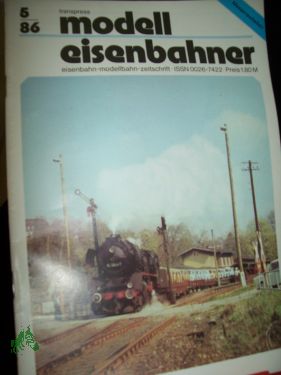 5
86
transpress
modell
eisenbahner
eisenbahn-modellbahn-zeitschrift · ISSN 0026-7422 Preis 1,80 M